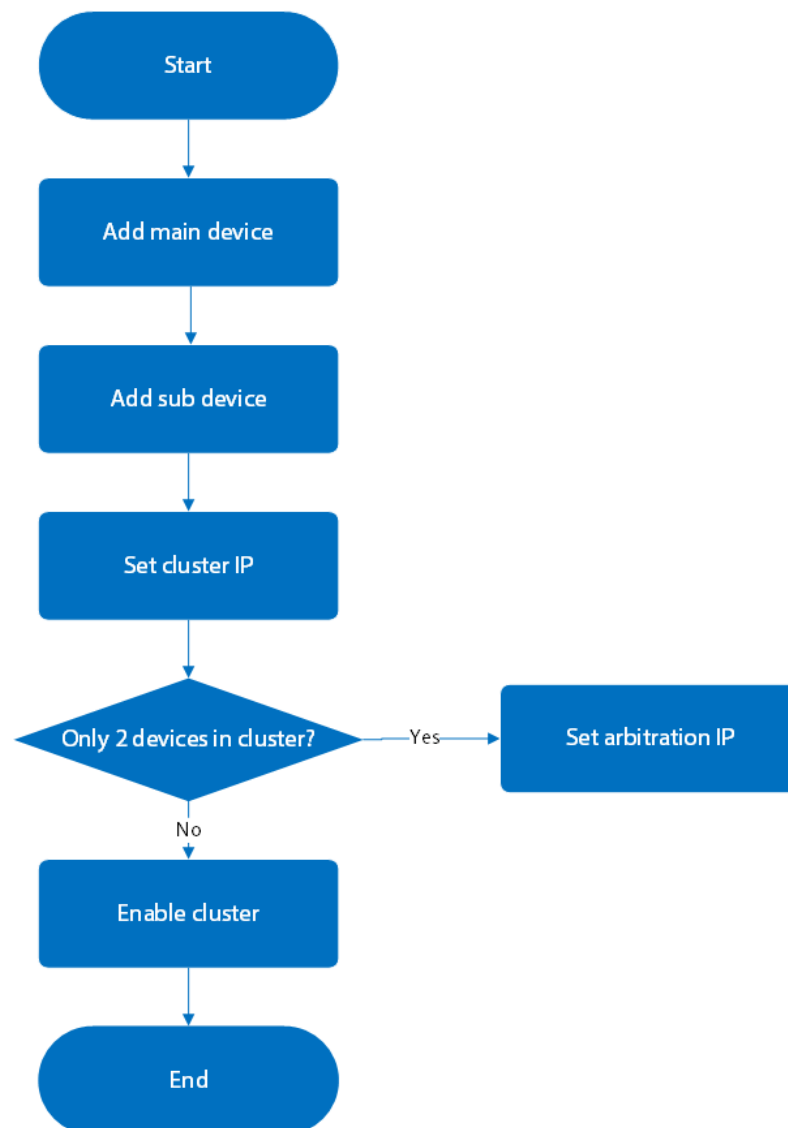 Start
Add main device
Add sub device
Set cluster IP
Only 2 devices in cluster?
Yes
Set arbitration IP
No
Enable cluster
End